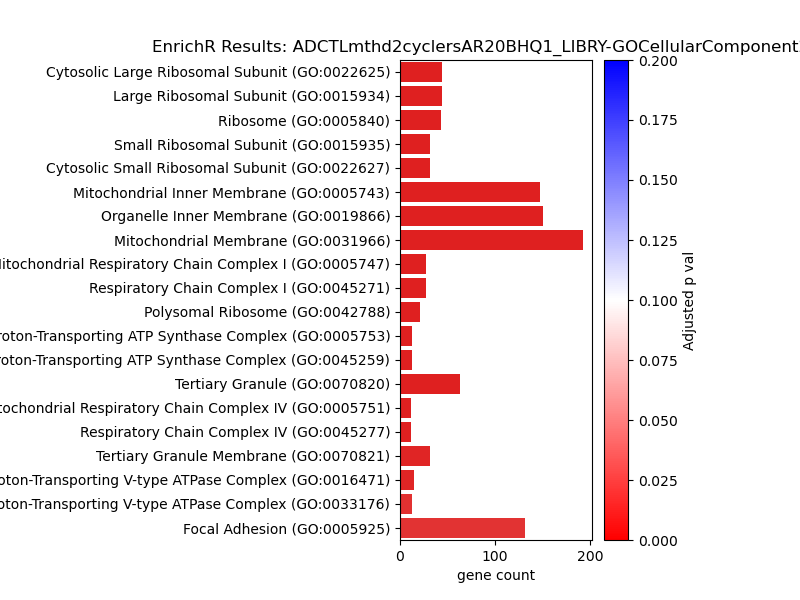 EnrichR Results: ADCTLmthd2cyclersAR20BHQ1_LIBRY-GOCellularComponent
Cytosolic Large Ribosomal Subunit (GO:0022625)
Large Ribosomal Subunit (GO:0015934)
Ribosome (GO:0005840)
Small Ribosomal Subunit (GO:0015935)
Cytosolic Small Ribosomal Subunit (GO:0022627)
Mitochondrial Inner Membrane (GO:0005743)
Organelle Inner Membrane (GO:0019866)
Mitochondrial Membrane (GO:0031966)
Mitochondrial Respiratory Chain Complex I (GO:0005747)
Respiratory Chain Complex I (GO:0045271)
Polysomal Ribosome (GO:0042788)
roton-Transporting ATP Synthase Complex (GO:0005753)
roton-Transporting ATP Synthase Complex (GO:0045259)
Tertiary Granule (GO:0070820)
tochondrial Respiratory Chain Complex IV (GO:0005751)
Respiratory Chain Complex IV (GO:0045277)
Tertiary Granule Membrane (GO:0070821)
oton-Transporting V-type ATPase Complex (GO:0016471)
oton-Transporting V-type ATPase Complex (GO:0033176)
Focal Adhesion (GO:0005925)
0 100 200
gene count
0.200
0.175
0.150
0.125
0.100
0.075
0.050
0.025
0.000
Adjusted p val